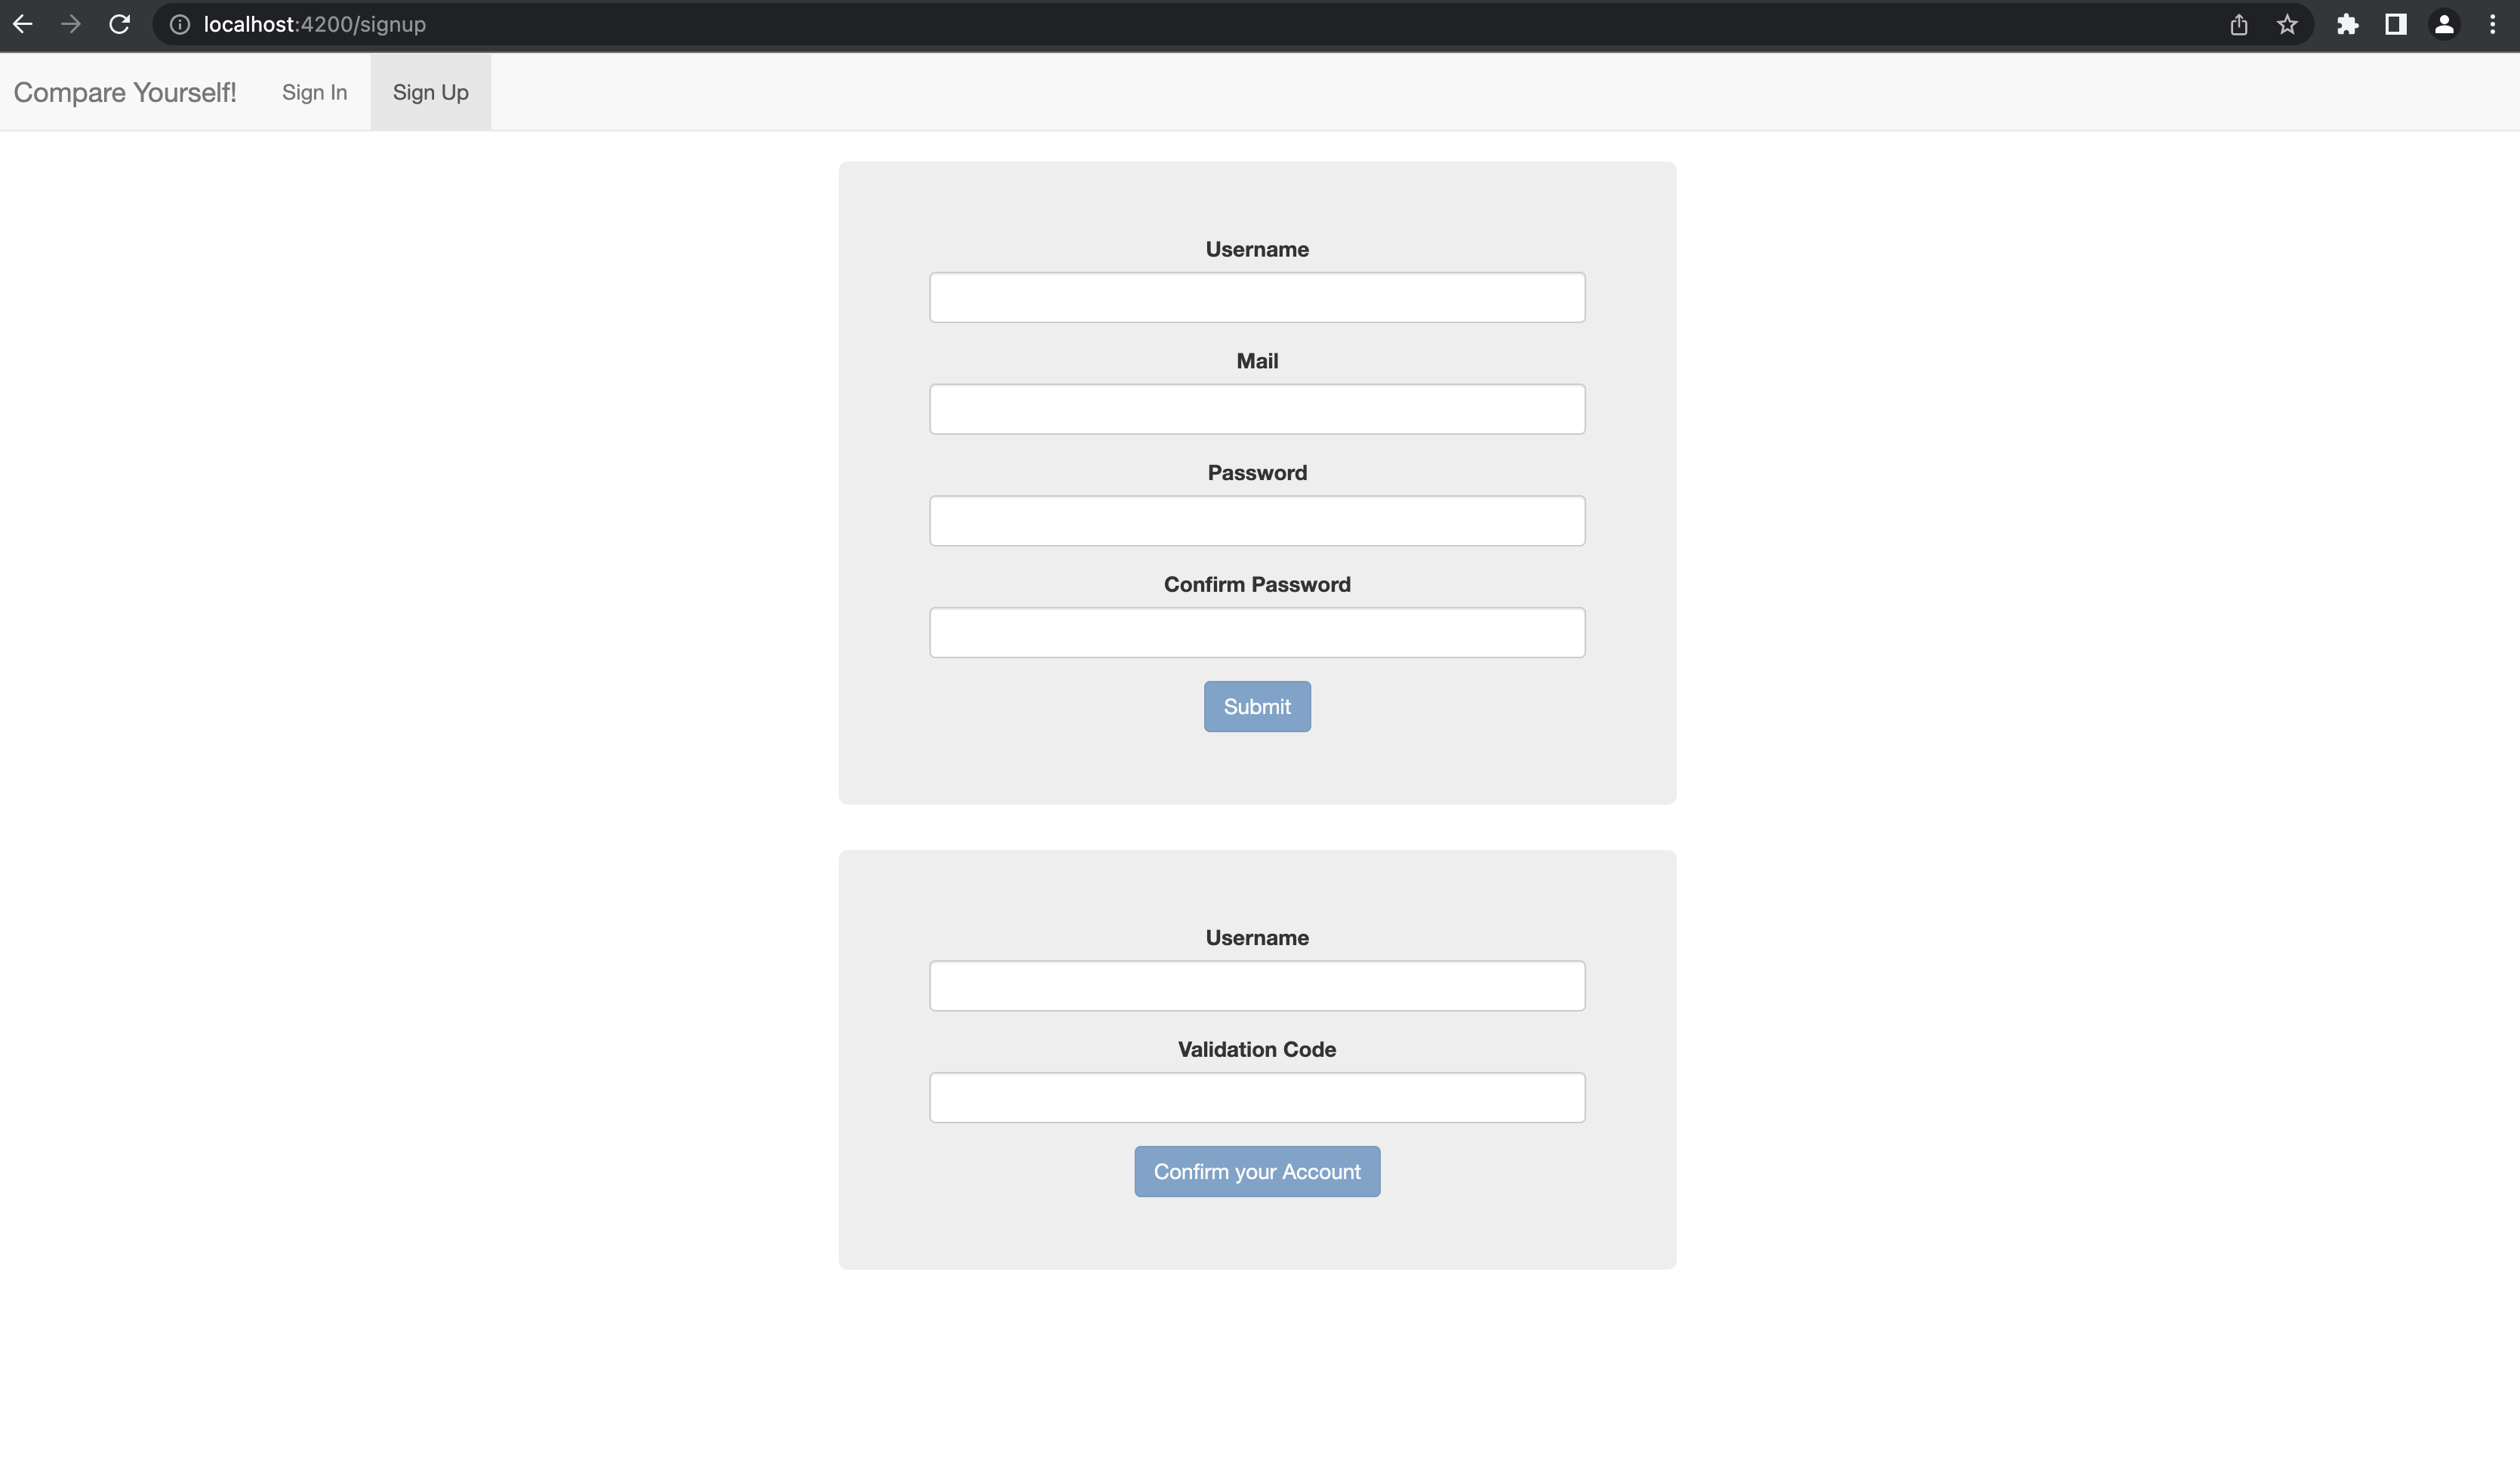 localhost:4200/signup
Compare Yourself! Sign In Sign Up
Username
Mail
Password
Confirm Password
Submit
Username
Validation Code
Confirm your Account